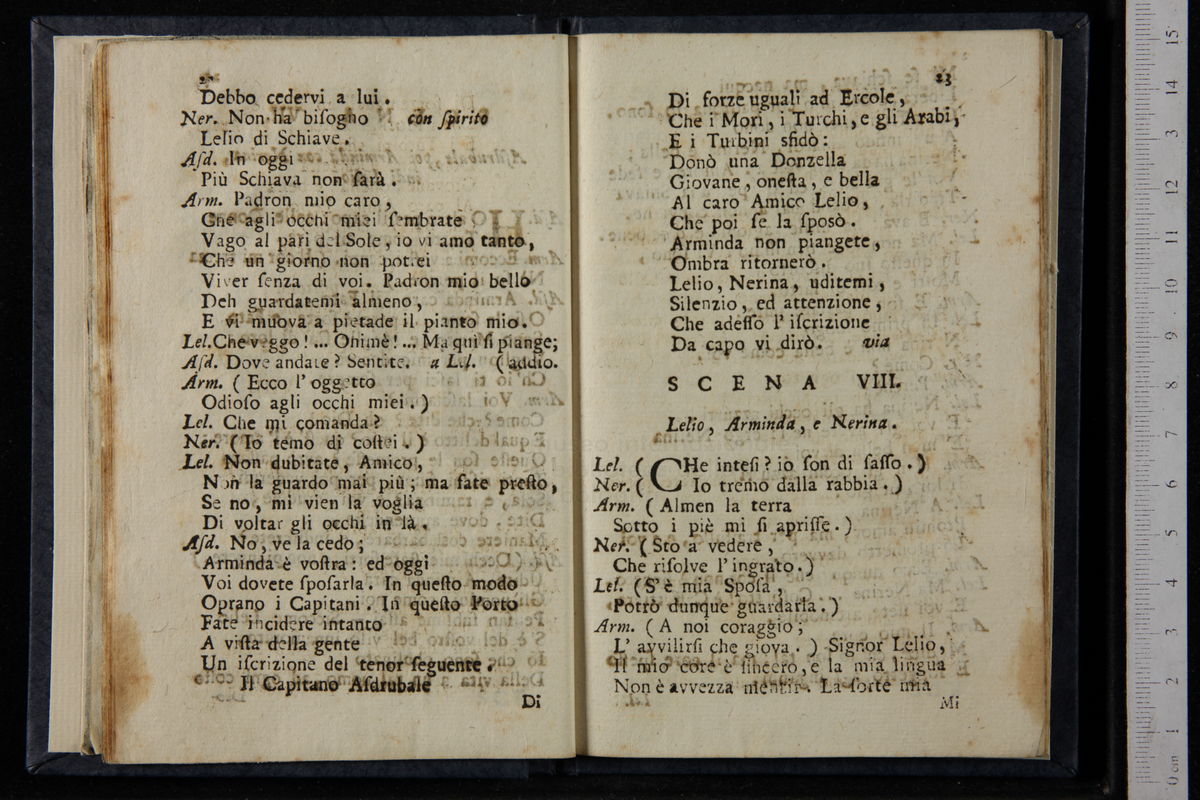 Debbo cedervi a lui.
Ner. Non ha biſogno con ſpirito
Lelio di Schiave.
Aſd. In oggi
Più Schiava non ſarà.
Arm. Padron mio caro,
Che agli occhi miei ſembrate
Vago al pari del Sole, io vi amo tanto,
Che un giorno non potrei
Viver ſenza di voi. Padron mio bello
Deh guardatemi almeno,
E vi muova a pietade il pianto mio.
Lel. Che veggo!... Ohimè!... Ma qui ſi piange;
Aſd. Dove andate? Sentite. a Lel. (addio.
Arm. (Ecco l'oggetto
Odioſo agli occhi miei.)
Lel. Che mi comanda?
Ner. (Io temo di coſtei.)
Lel. Non dubitate, Amico,
Non la guardo mai più; ma fate preſto,
Se no, mi vien la voglia
Di voltar gli occhi in là.
Aſd. No, ve la cedo;
Arminda è voſtra: ed oggi
Voi dovete ſpoſarla. In queſto modo
Oprano i Capitani. In queſto Porto
Fate incidere intanto
A viſta della gente
Un iſcrizione del tenor ſeguente.
Il Capitano Aſdrubale
Di
23
Di forze uguali ad Ercole,
Che i Mori, i Turchi, e gli Arabi,
E i Turbini sfidò:
Donò una Donzella
Giovane, oneſta, e bella
Al caro Amico Lelio,
Che poi ſe la ſposò.
Arminda non piangete,
Ombra ritornerò.
Lelio, Nerina, uditemi,
Silenzio, ed attenzione,
Che adeſſo l'iſcrizione
Da capo vi dirò. via
SCENA VIII.
Lelio, Arminda, e Nerina.
Lel. (CHe inteſi? io ſon di ſaſſo.)
Ner. (Io tremo dalla rabbia.)
Arm. (Almen la terra
Sotto i piè mi ſi apriſſe.)
Ner. (Sto a vedere,
Che riſolve l'ingrato.)
Lel. (S'è mia Spoſa,
Potrò dunque guardarla.)
Arm. (A noi coraggio;
L'avvilirſi che giova.) Signor Lelio,
Il mio core è ſincero, e la mia lingua
Non è avvezza mentir. La ſorte mia
Mi